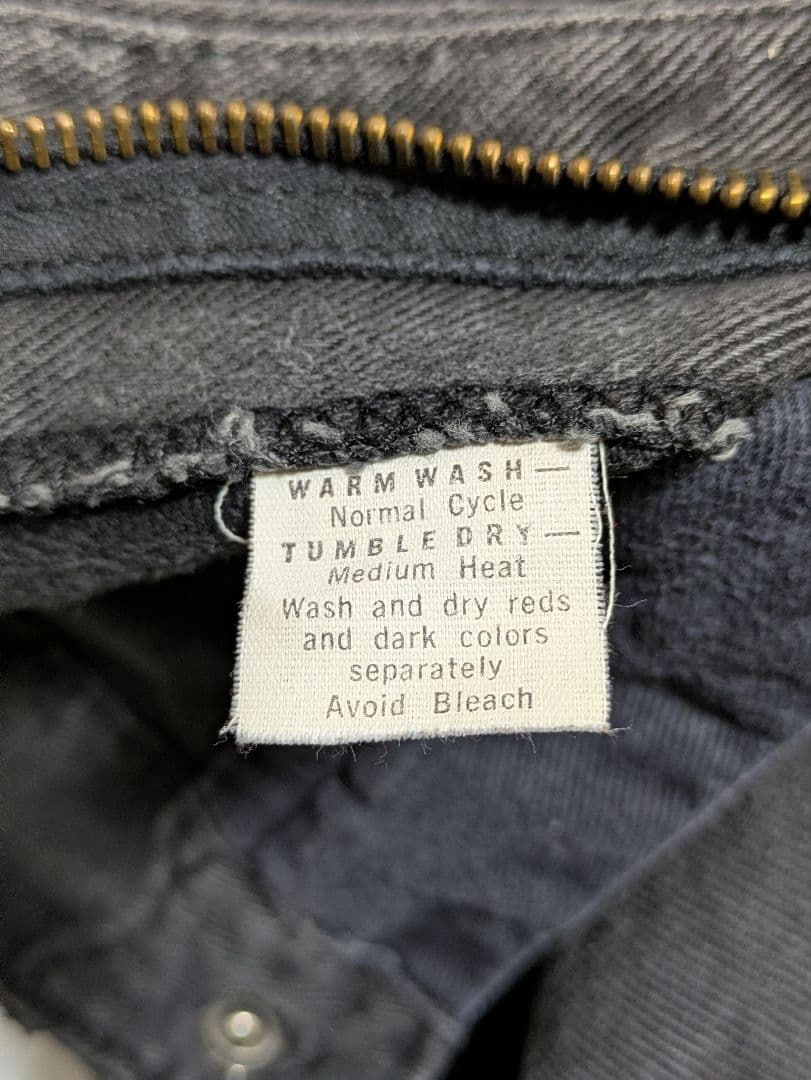 WARM WASH—
Normal Cycle
TUMBLE DRY—
Medium Heat
Wash and dry reds
and dark colors
separately
Avoid Bleach